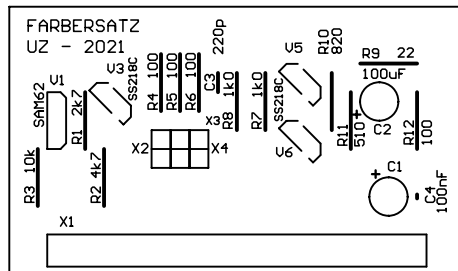 FARBERSATZ
UZ - 2021
220p
V5
R10
820
R9 22
100uF
V1
V3
SS218C
SAM62
2k7
R1
100
R4
100
R5
100
R6
C3
1k0
R8
X3
1k0
R7
SS218C
V6
R11
510
C2
R12
100
X2
X4
10k
R3
4k7
R2
C1
C4
100nF
X1
+
+